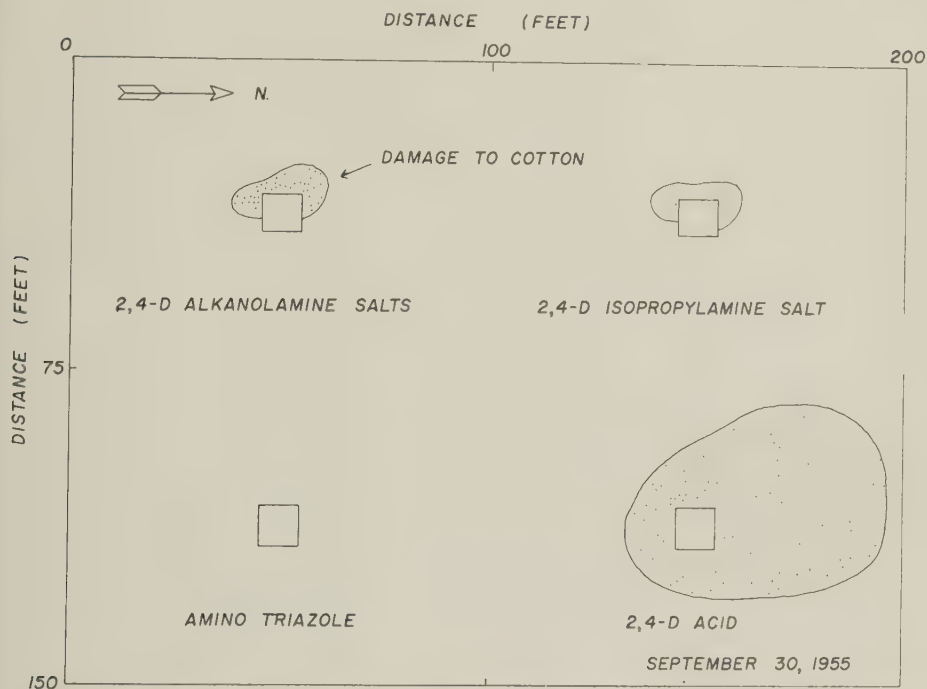 DISTANCE (FEET)
0 100 200
N.
DAMAGE TO COTTON
DISTANCE (FEET)
2,4-D ALKANOLAMINE SALTS 2,4-D ISOPROPYLAMINE SALT
75
AMINO TRIAZOLE 2,4-D ACID
SEPTEMBER 30, 1955
150